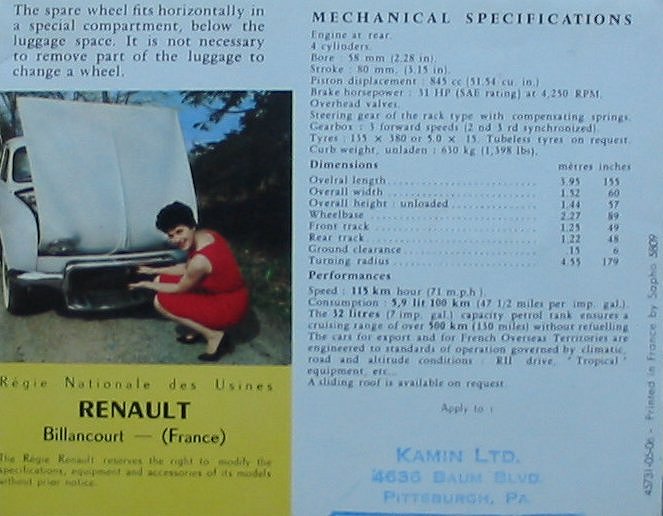 The spare wheel fits horizontally in
a special compartment, below the
luggage space. It is not necessary
to remove part of the luggage to
change a wheel.
Régie Nationale des Usines
RENAULT
Billancourt — (France)
The Régie Renault reserves the right to modify the
specifications, equipment and accessories of its models
without prior notice.
MECHANICAL SPECIFICATIONS
Engine at rear.
4 cylinders.
Bore : 58 mm (2.28 in).
Stroke : 80 mm. (3.15 in).
Piston displacement : 845 cc (51.54 cu. in.)
Brake horsepower : 31 HP (SAE rating) at 4,250 RPM.
Overhead valves.
Steering gear of the rack type with compensating springs.
Gearbox : 3 forward speeds (2 nd 3 rd synchronized).
Tyres : 135 × 380 or 5.0 × 15. Tubeless tyres on request.
Curb weight, unladen : 630 kg (1,398 lbs).
Dimensions mètres inches
Ovelral length 3.95 155
Overall width 1.52 60
Overall height : unloaded 1.44 57
Wheelbase 2.27 89
Front track 1.25 49
Rear track 1.22 48
Ground clearance 15 6
Turning radius 4.55 179
Performances
Speed : 115 km hour (71 m.p.h ).
Consumption : 5,9 lit 100 km (47 1/2 miles per imp. gal.).
The 32 litres (7 imp. gal.) capacity petrol tank ensures a
cruising range of over 500 km (330 miles) without refuelling
The cars for export and for French Overseas Territories are
engineered to standards of operation governed by climatic,
road and altitude conditions : RH drive, "Tropical"
equipment, etc...
A sliding roof is available on request.
Apply to :
KAMIN LTD.
4636 BAUM BLVD.
PITTSBURGH, PA
45731-05-06 - Printed in France by Sapho 5809